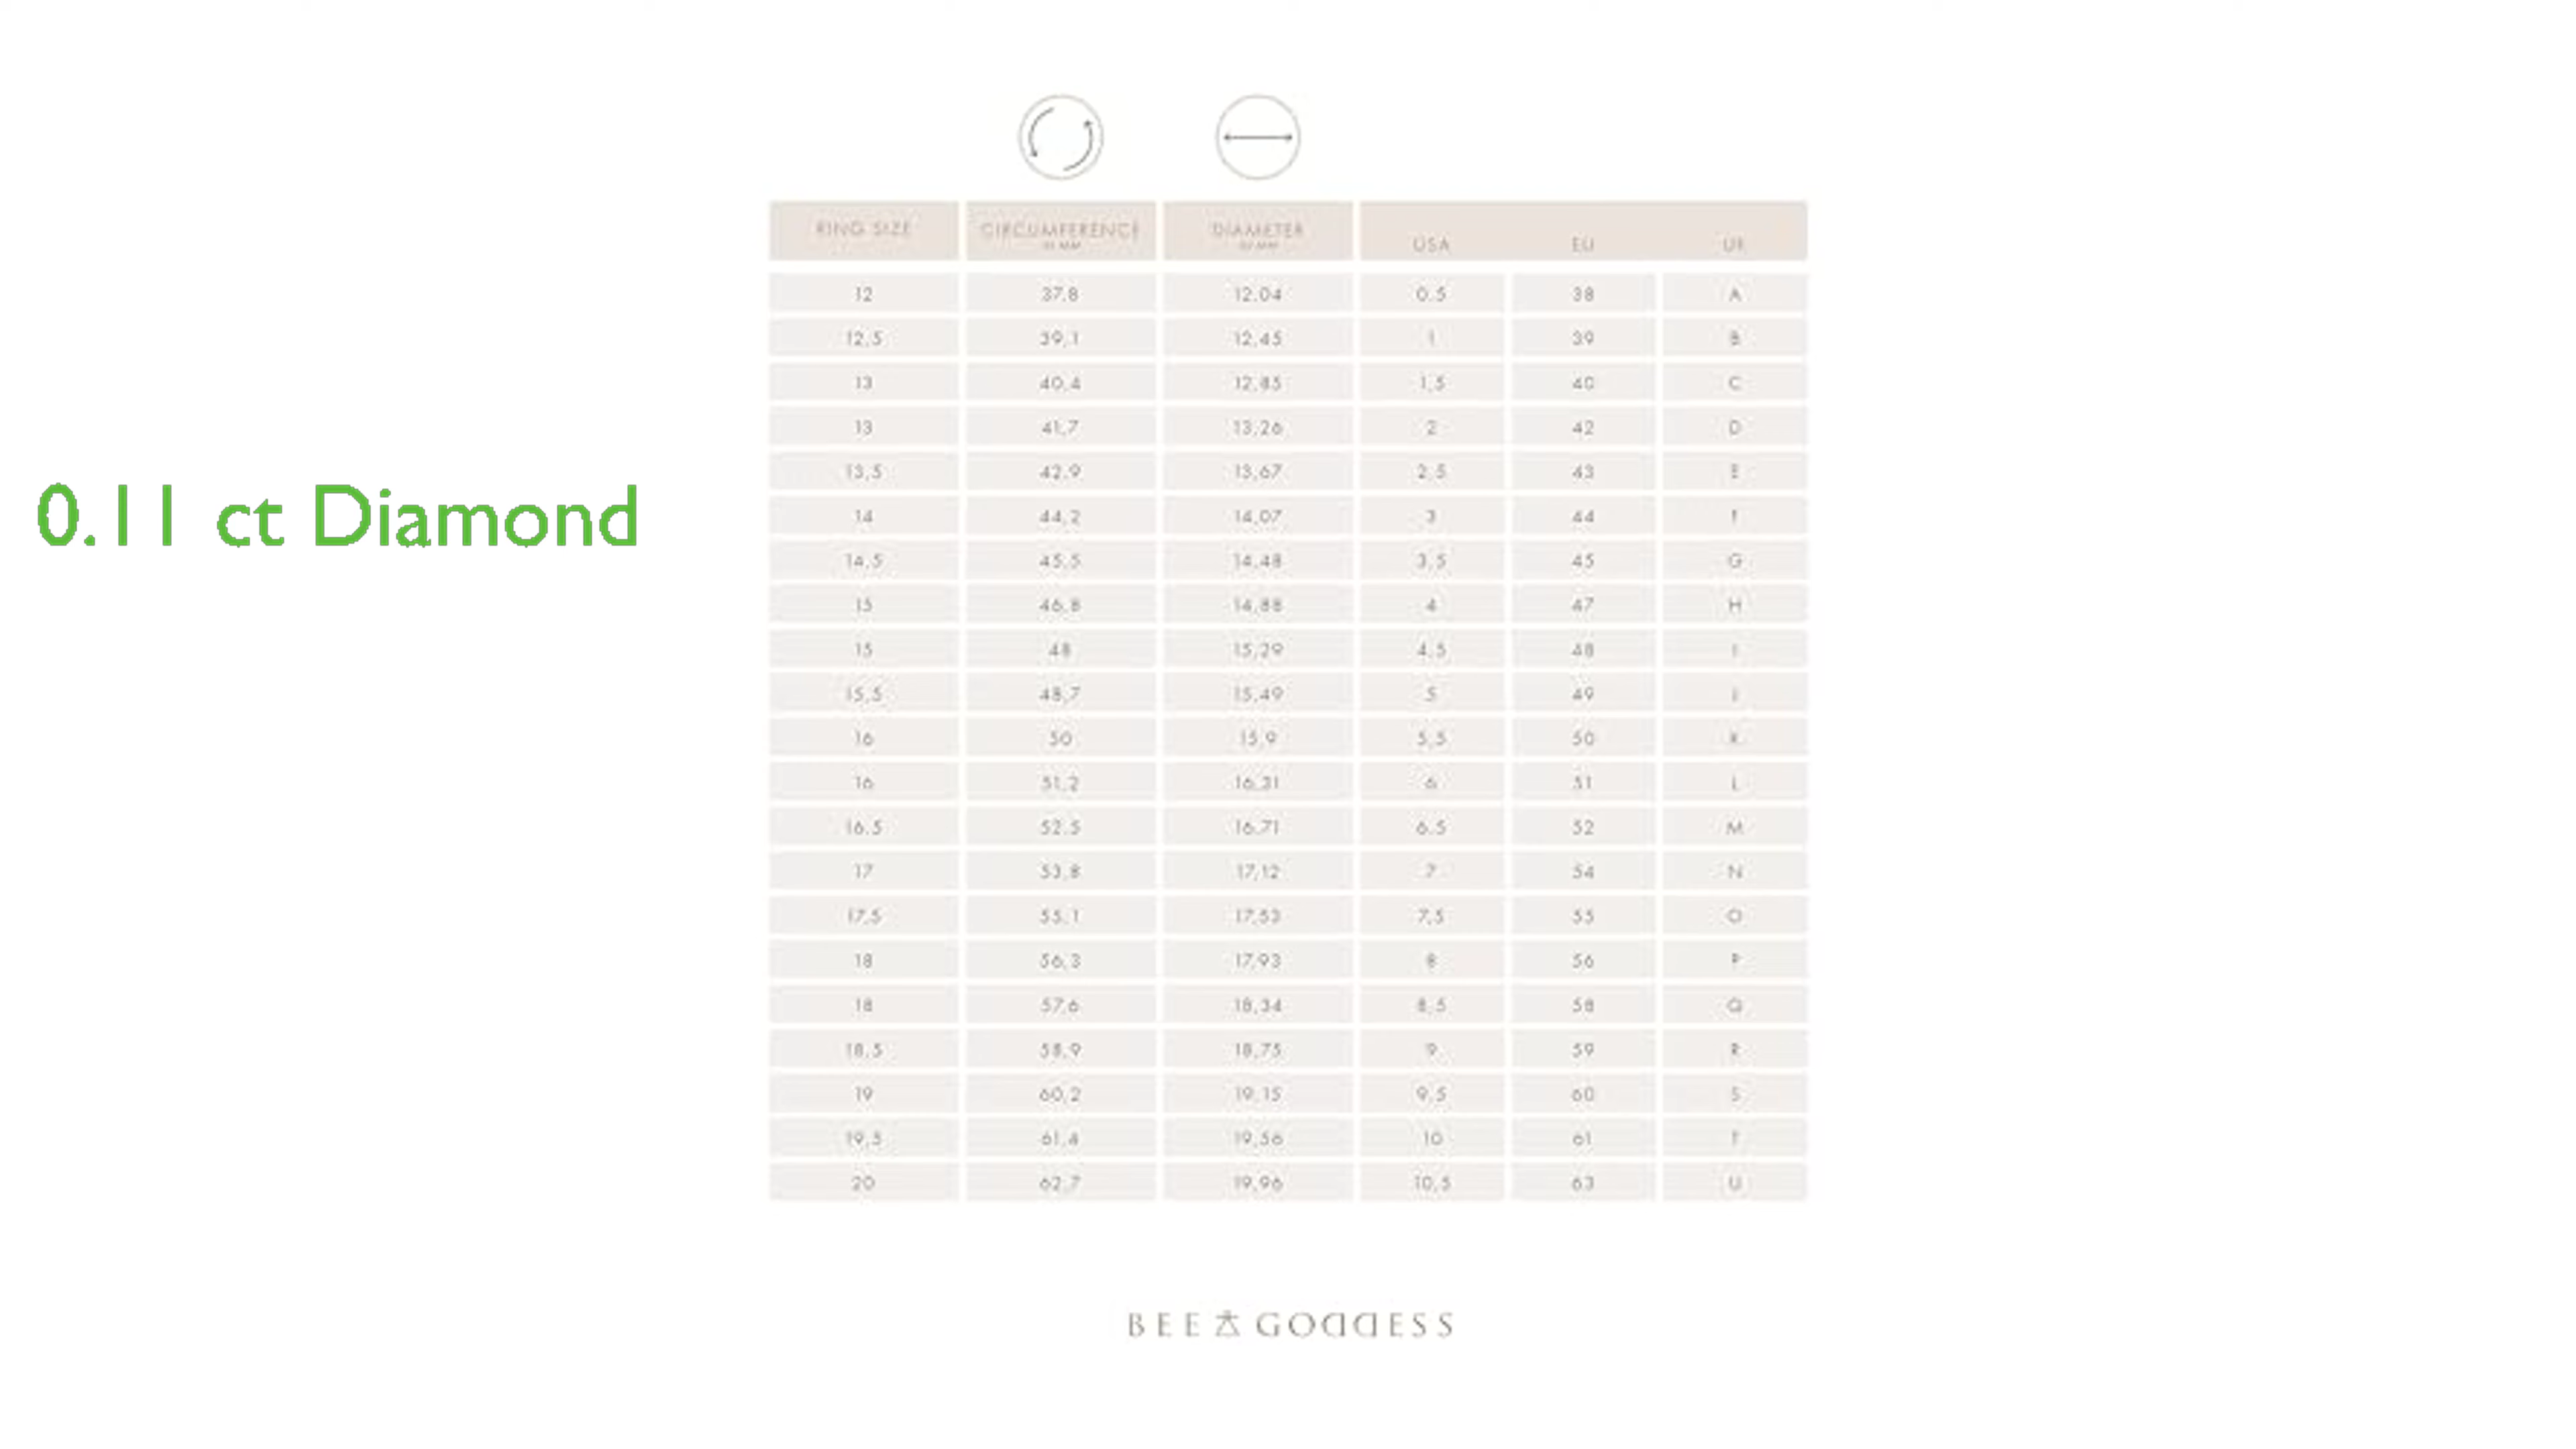 RING SIZE CIRCUMFERENCE IN MM DIAMETER IN MM USA EU UK
12 37,8 12,04 0,5 38 A
12,5 39,1 12,45 1 39 B
13 40,4 12,85 1,5 40 C
13 41,7 13,26 2 42 D
13,5 42,9 13,67 2,5 43 E
0.11 ct Diamond
14 44,2 14,07 3 44 F
14,5 45,5 14,48 3,5 45 G
15 46,8 14,88 4 47 H
15 48 15,29 4,5 48 I
15,5 48,7 15,49 5 49 J
16 50 15,9 5,5 50 K
16 51,2 16,31 6 51 L
16,5 52,5 16,71 6,5 52 M
17 53,8 17,12 7 54 N
17,5 55,1 17,53 7,5 55 O
18 56,3 17,93 8 56 P
18 57,6 18,34 8,5 58 Q
18,5 58,9 18,75 9 59 R
19 60,2 19,15 9,5 60 S
19,5 61,4 19,56 10 61 T
20 62,7 19,96 10,5 63 U
BEE GODDESS